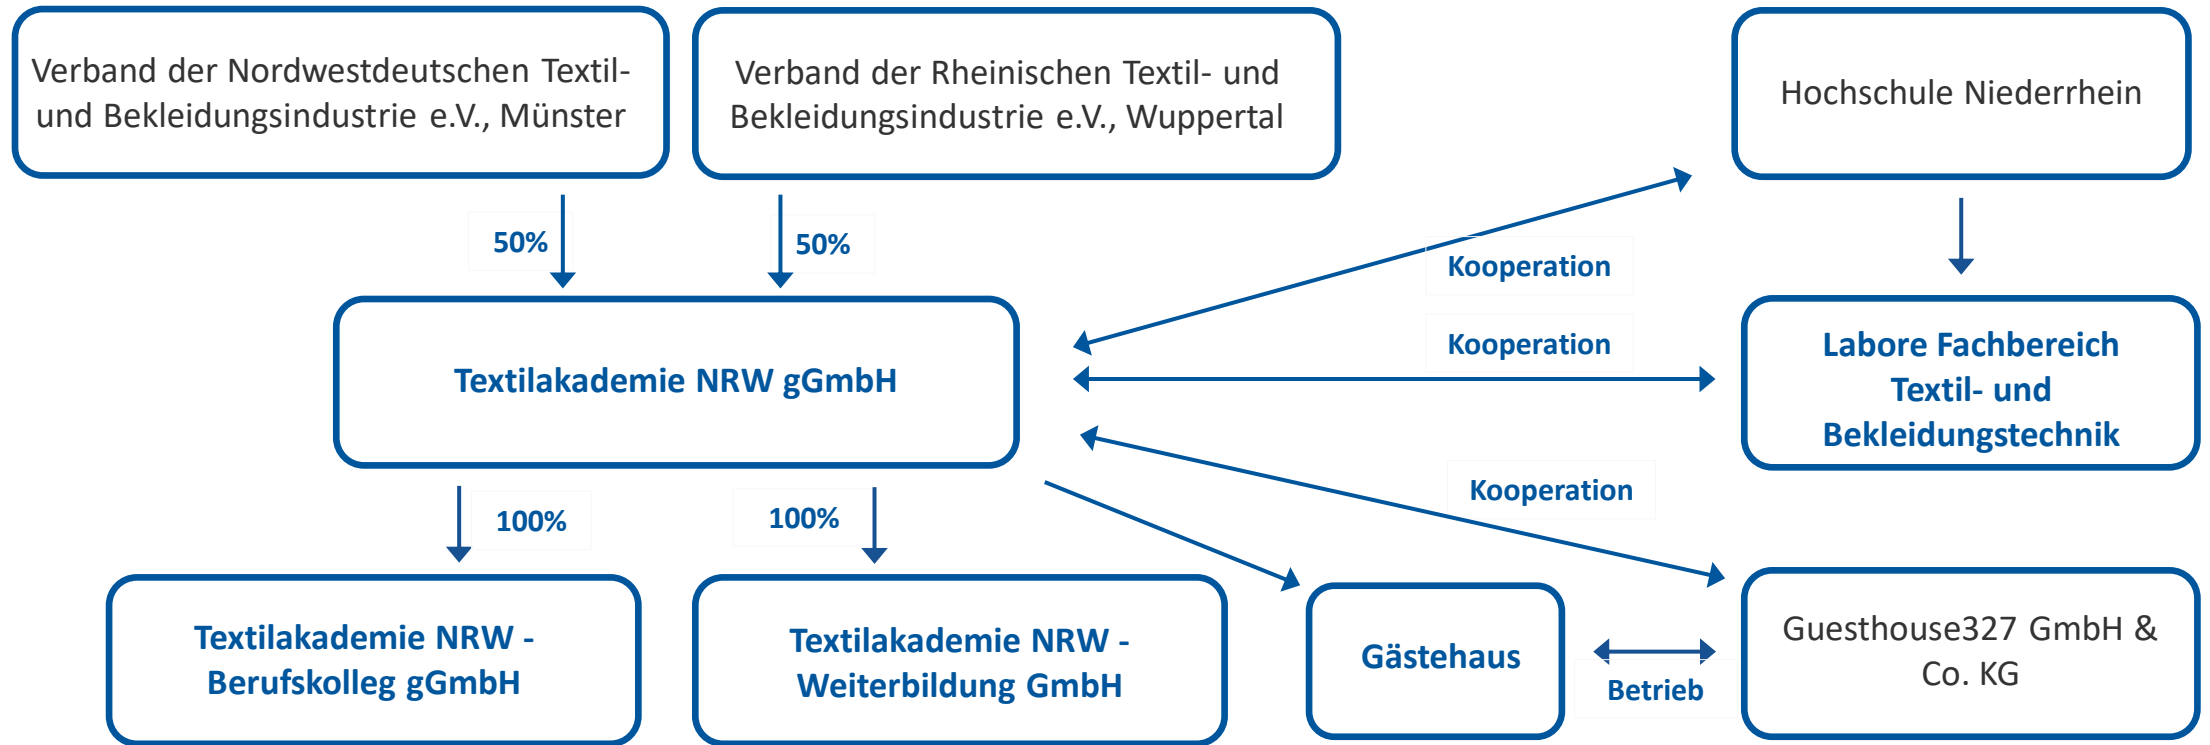 Verband der Nordwestdeutschen Textil-
und Bekleidungsindustrie e.V., Münster
Verband der Rheinischen Textil- und
Bekleidungsindustrie e.V., Wuppertal
Hochschule Niederrhein
50%
50%
Kooperation
Kooperation
Textilakademie NRW gGmbH
Labore Fachbereich
Textil- und
Bekleidungstechnik
Kooperation
100%
100%
Textilakademie NRW -
Berufskolleg gGmbH
Textilakademie NRW -
Weiterbildung GmbH
Gästehaus
Betrieb
Guesthouse327 GmbH &
Co. KG